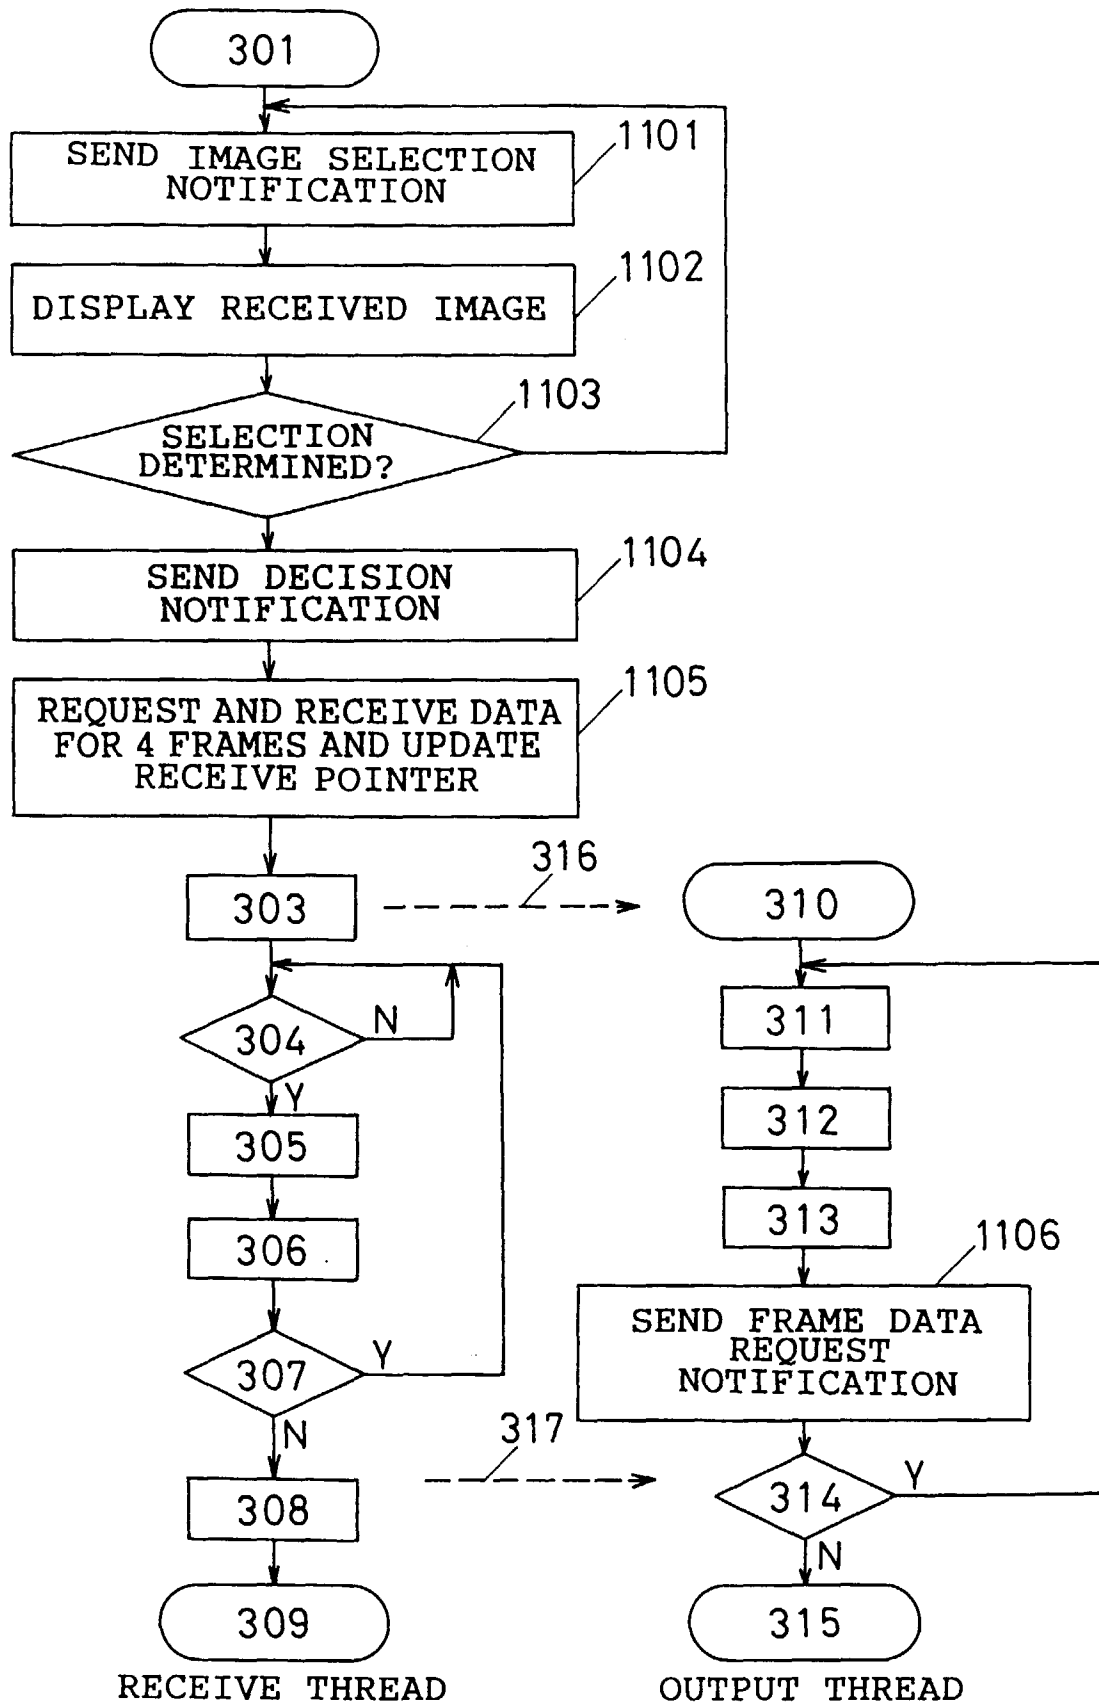 301
1101
SEND IMAGE SELECTION
NOTIFICATION
1102
DISPLAY RECEIVED IMAGE
1103
SELECTION
DETERMINED?
1104
SEND DECISION
NOTIFICATION
1105
REQUEST AND RECEIVE DATA
FOR 4 FRAMES AND UPDATE
RECEIVE POINTER
303
316
304
N
Y
305
306
307
Y
N
308
309
RECEIVE THREAD
310
311
312
313
1106
SEND FRAME DATA
REQUEST
NOTIFICATION
317
314
Y
N
315
OUTPUT THREAD